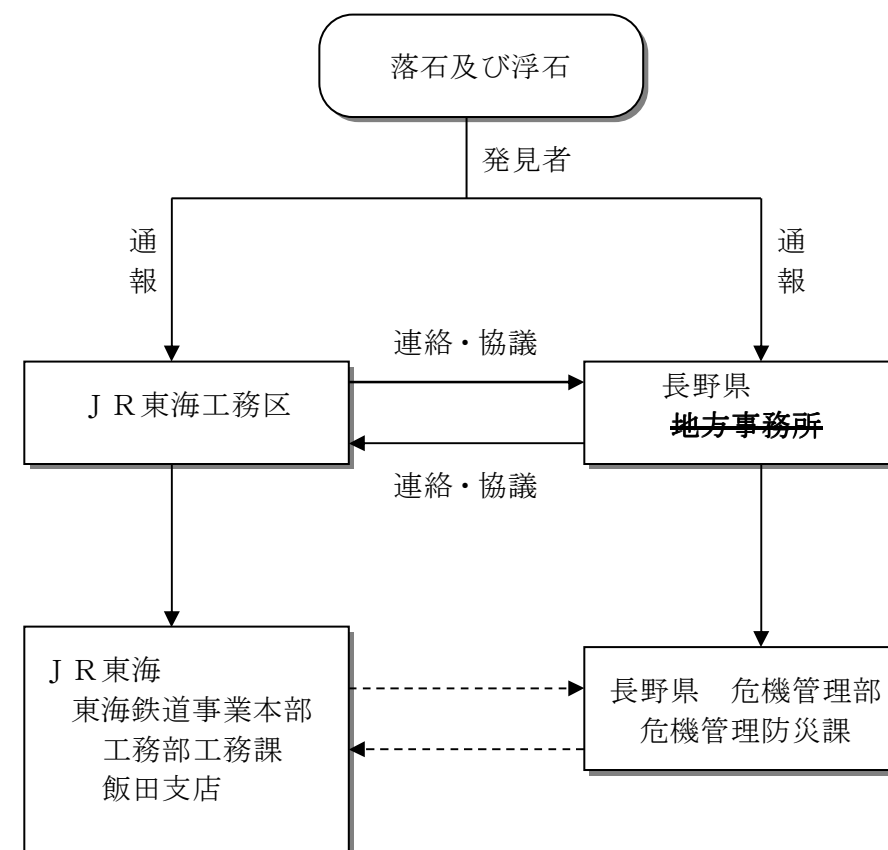 落石及び浮石
発見者
通報
通報
連絡・協議
ＪＲ東海工務区
長野県
地方事務所
連絡・協議
ＪＲ東海
東海鉄道事業本部
工務部工務課
飯田支店
長野県　危機管理部
危機管理防災課